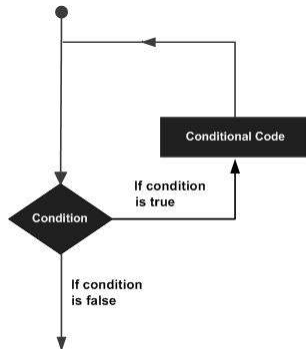 Conditional Code
If condition
is true
Condition
If condition
is false